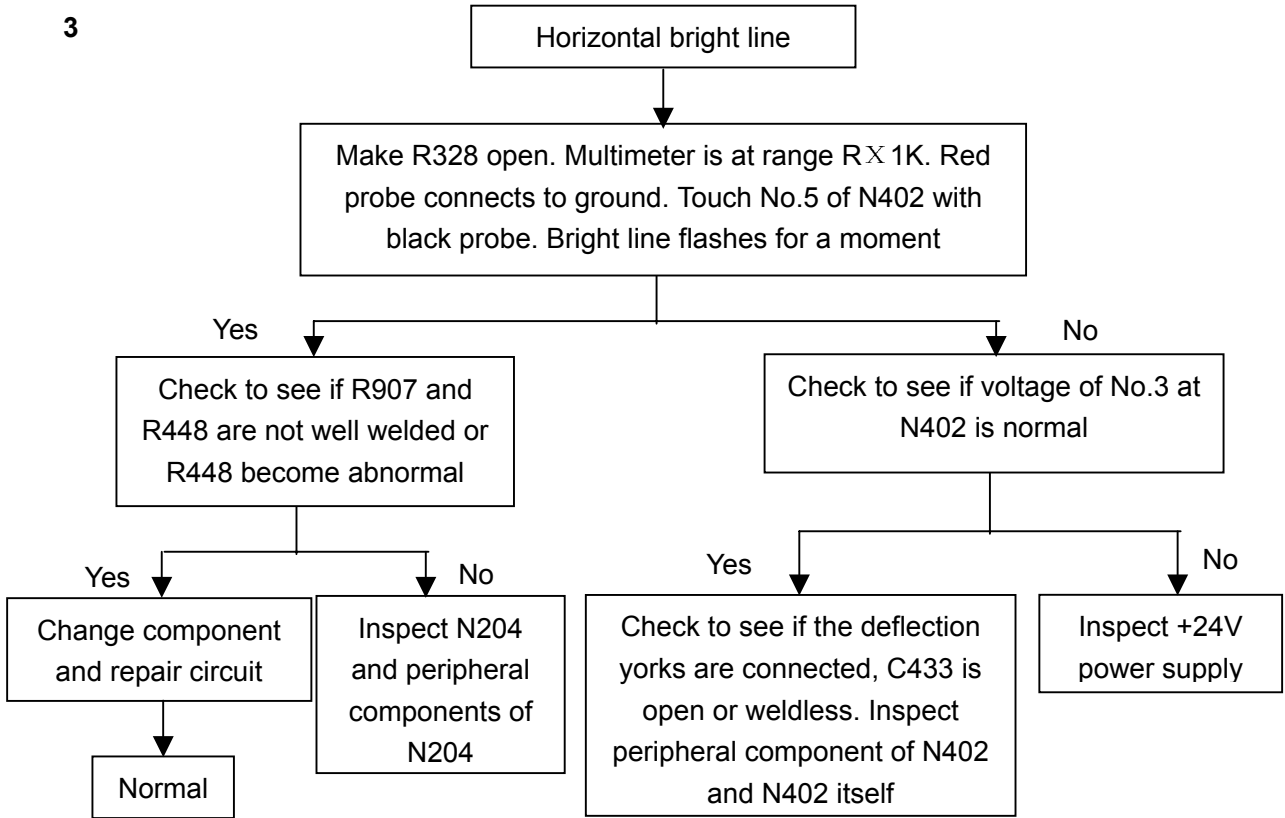 3
Horizontal bright line
Make R328 open. Multimeter is at range R X 1K. Red
probe connects to ground. Touch No.5 of N402 with
black probe. Bright line flashes for a moment
Yes
No
Check to see if R907 and
R448 are not well welded or
R448 become abnormal
Check to see if voltage of No.3 at
N402 is normal
Yes
No
Yes
No
Change component
and repair circuit
Inspect N204
and peripheral
components of
N204
Check to see if the deflection
yorks are connected, C433 is
open or weldless. Inspect
peripheral component of N402
and N402 itself
Inspect +24V
power supply
Normal